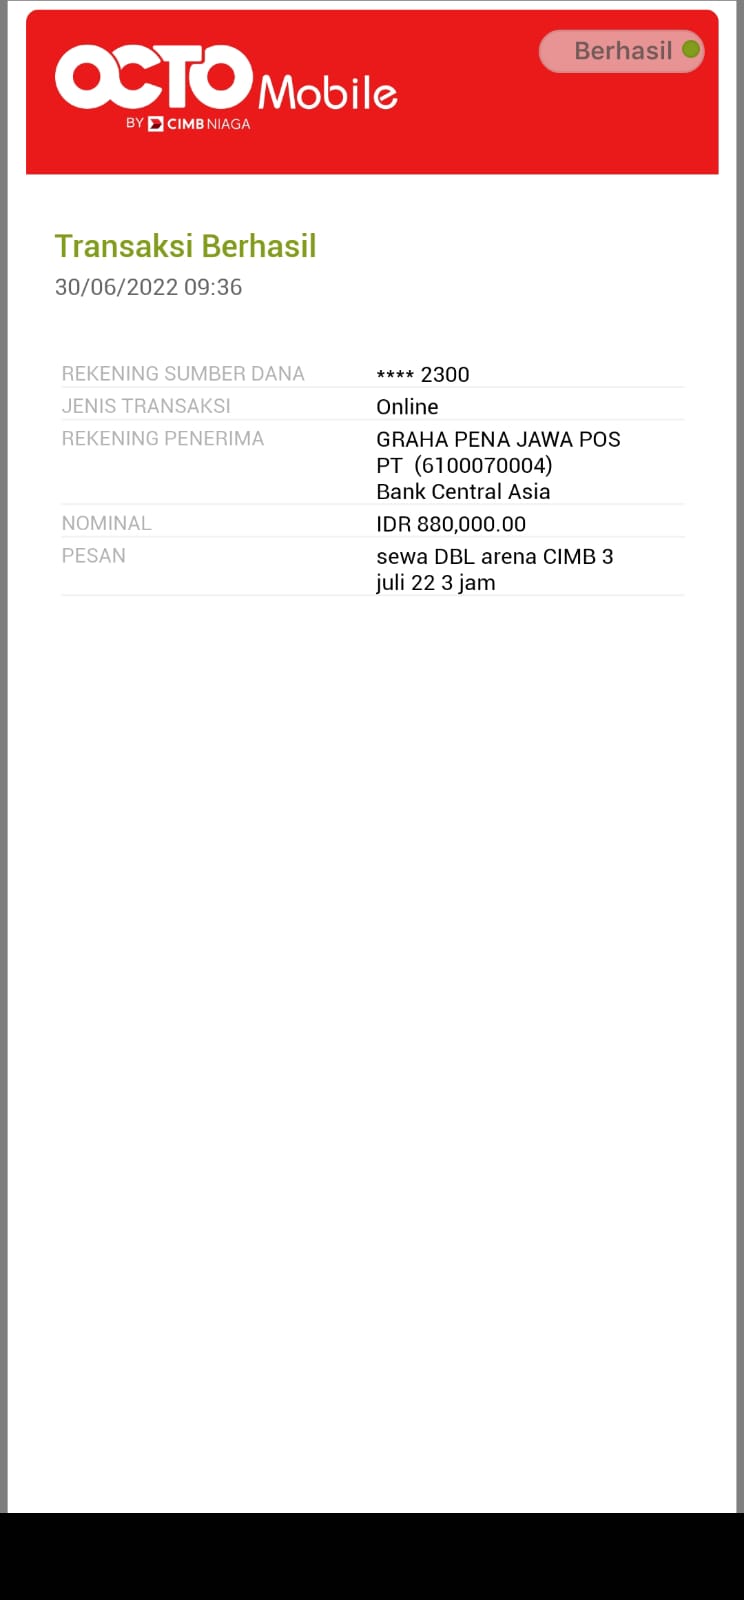 Berhasil
OCTO Mobile
BY CIMB NIAGA
Transaksi Berhasil
30/06/2022 09:36
REKENING SUMBER DANA **** 2300
JENIS TRANSAKSI Online
REKENING PENERIMA GRAHA PENA JAWA POS
PT (6100070004)
Bank Central Asia
NOMINAL IDR 880,000.00
PESAN sewa DBL arena CIMB 3
juli 22 3 jam